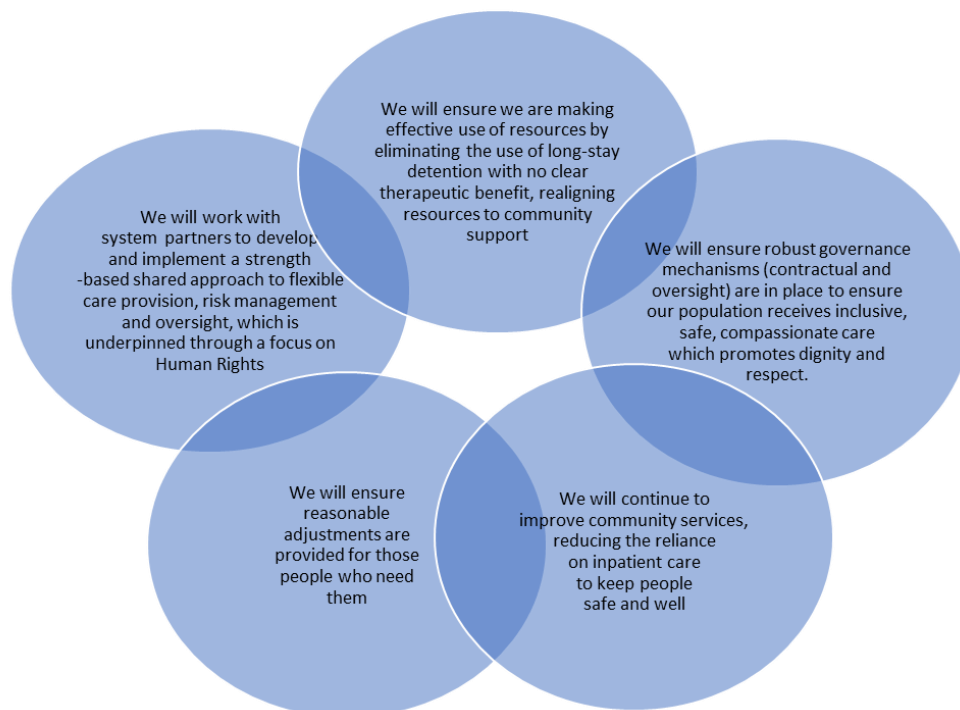 We will ensure we are making
effective use of resources by
eliminating the use of long-stay
detention with no clear
therapeutic benefit, realigning
resources to community
support
We will work with
system partners to develop
and implement a strength
-based shared approach to flexible
care provision, risk management
and oversight, which is
underpinned through a focus on
Human Rights
We will ensure robust governance
mechanisms (contractual and
oversight) are in place to ensure
our population receives inclusive,
safe, compassionate care
which promotes dignity and
respect.
We will ensure
reasonable
adjustments are
provided for those
people who need
them
We will continue to
improve community services,
reducing the reliance
on inpatient care
to keep people
safe and well